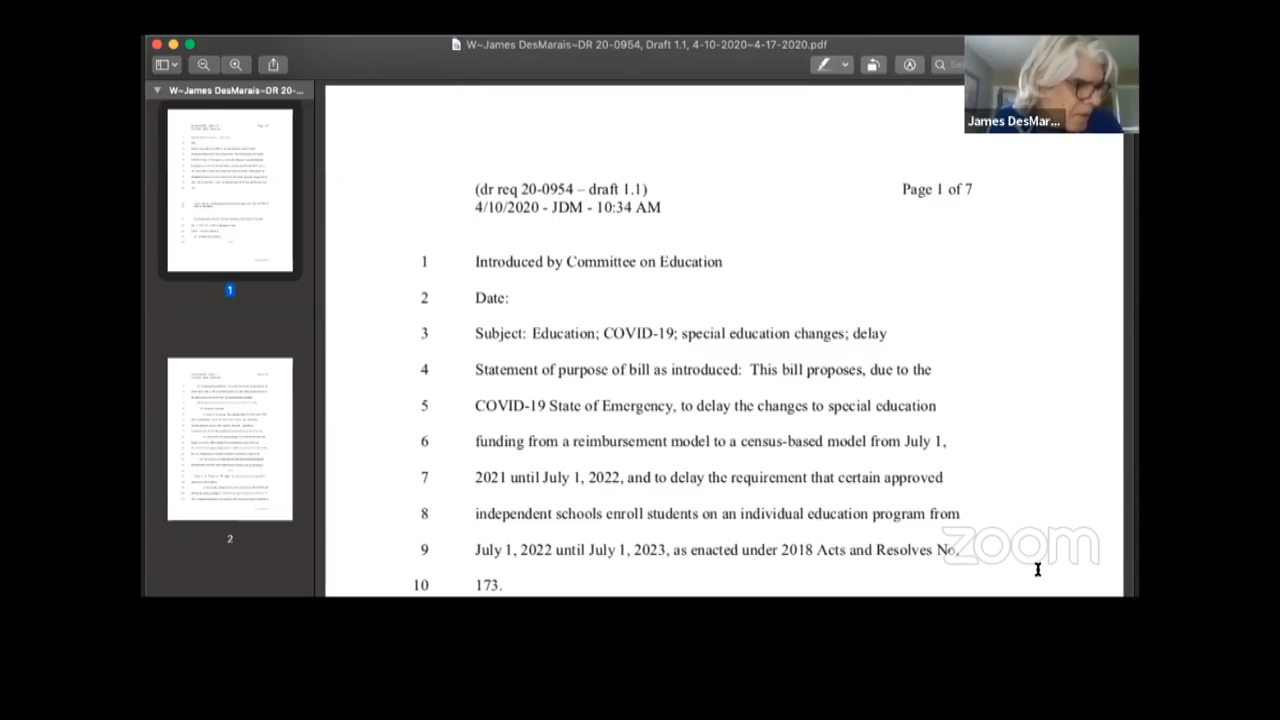 W~James DesMarais~DR 20-0954, Draft 1.1, 4-10-2020~4-17-2020.pdf
W~James DesMarais~DR 20-...
James DesMar...
(dr req 20-0954 – draft 1.1) Page 1 of 7
4/10/2020 - JDM - 10:34 AM
1 Introduced by Committee on Education
2 Date:
3 Subject: Education; COVID-19; special education changes; delay
4 Statement of purpose of bill as introduced: This bill proposes, due to the
5 COVID-19 State of Emergency, to delay the changes to special education
6 funding from a reimbursement model to a census-based model from July 1,
7 2021 until July 1, 2022, and to delay the requirement that certain approved
8 independent schools enroll students on an individual education program from
9 July 1, 2022 until July 1, 2023, as enacted under 2018 Acts and Resolves No.
10 173.
1
2
zoom